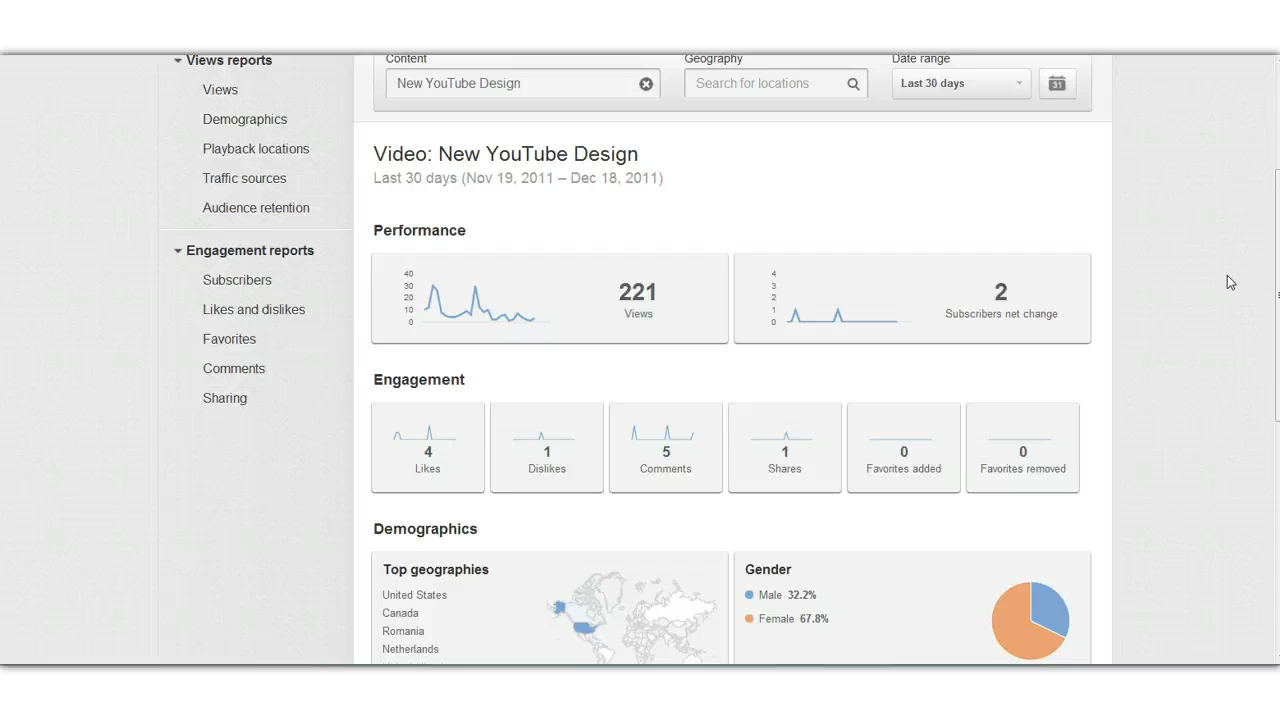 Views reports
Views
Demographics
Playback locations
Traffic sources
Audience retention
Engagement reports
Subscribers
Likes and dislikes
Favorites
Comments
Sharing
Content
Geography
Date range
New YouTube Design
Search for locations
Last 30 days
31
Video: New YouTube Design
Last 30 days (Nov 19, 2011 – Dec 18, 2011)
Performance
40
30
20
10
0
221
Views
4
3
2
1
0
2
Subscribers net change
Engagement
4
Likes
1
Dislikes
5
Comments
1
Shares
0
Favorites added
0
Favorites removed
Demographics
Top geographies
United States
Canada
Romania
Netherlands
Gender
Male 32.2%
Female 67.8%